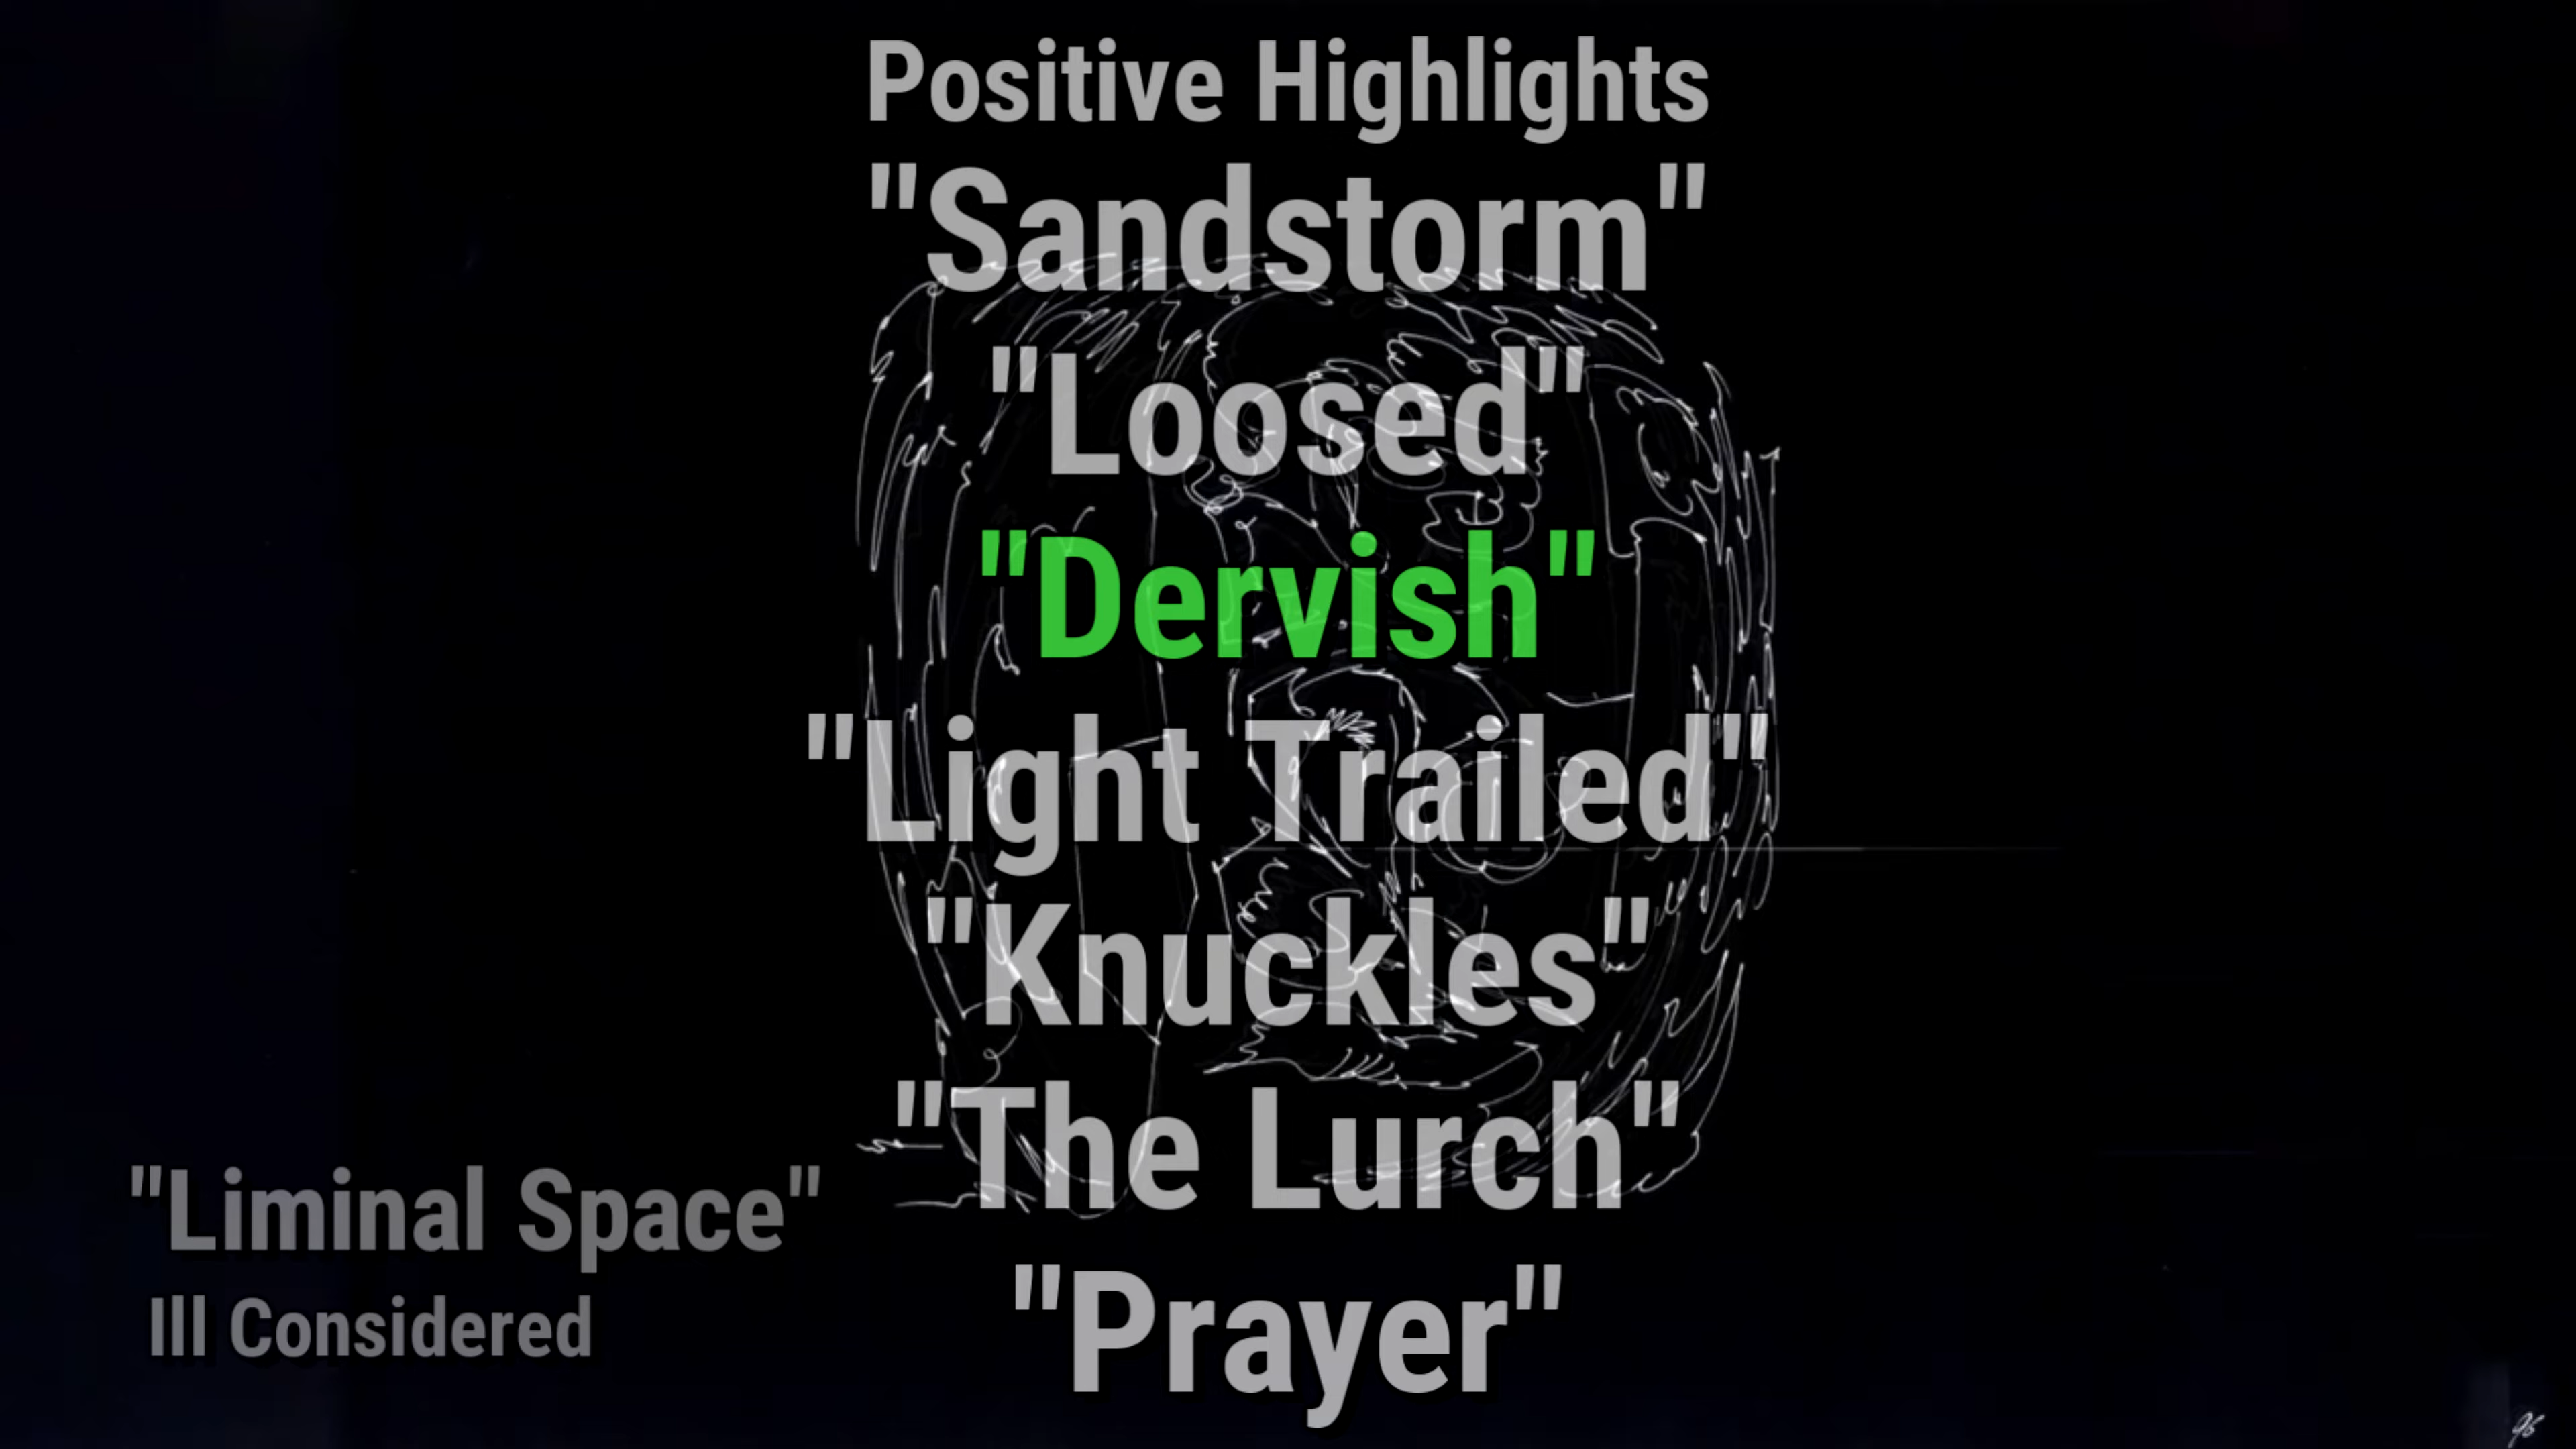 Positive Highlights
"Sandstorm"
"Loosed"
"Dervish"
"Light Trailed"
"Knuckles"
"The Lurch"
"Prayer"
"Liminal Space"
Ill Considered